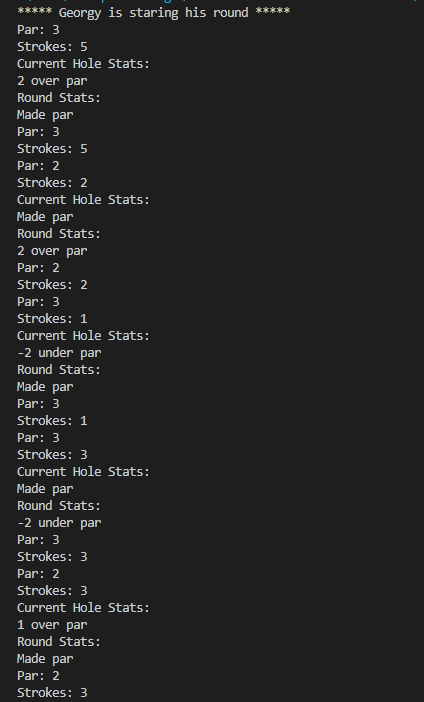 ***** Georgy is staring his round *****
Par: 3
Strokes: 5
Current Hole Stats:
2 over par
Round Stats:
Made par
Par: 3
Strokes: 5
Par: 2
Strokes: 2
Current Hole Stats:
Made par
Round Stats:
2 over par
Par: 2
Strokes: 2
Par: 3
Strokes: 1
Current Hole Stats:
-2 under par
Round Stats:
Made par
Par: 3
Strokes: 1
Par: 3
Strokes: 3
Current Hole Stats:
Made par
Round Stats:
-2 under par
Par: 3
Strokes: 3
Par: 2
Strokes: 3
Current Hole Stats:
1 over par
Round Stats:
Made par
Par: 2
Strokes: 3